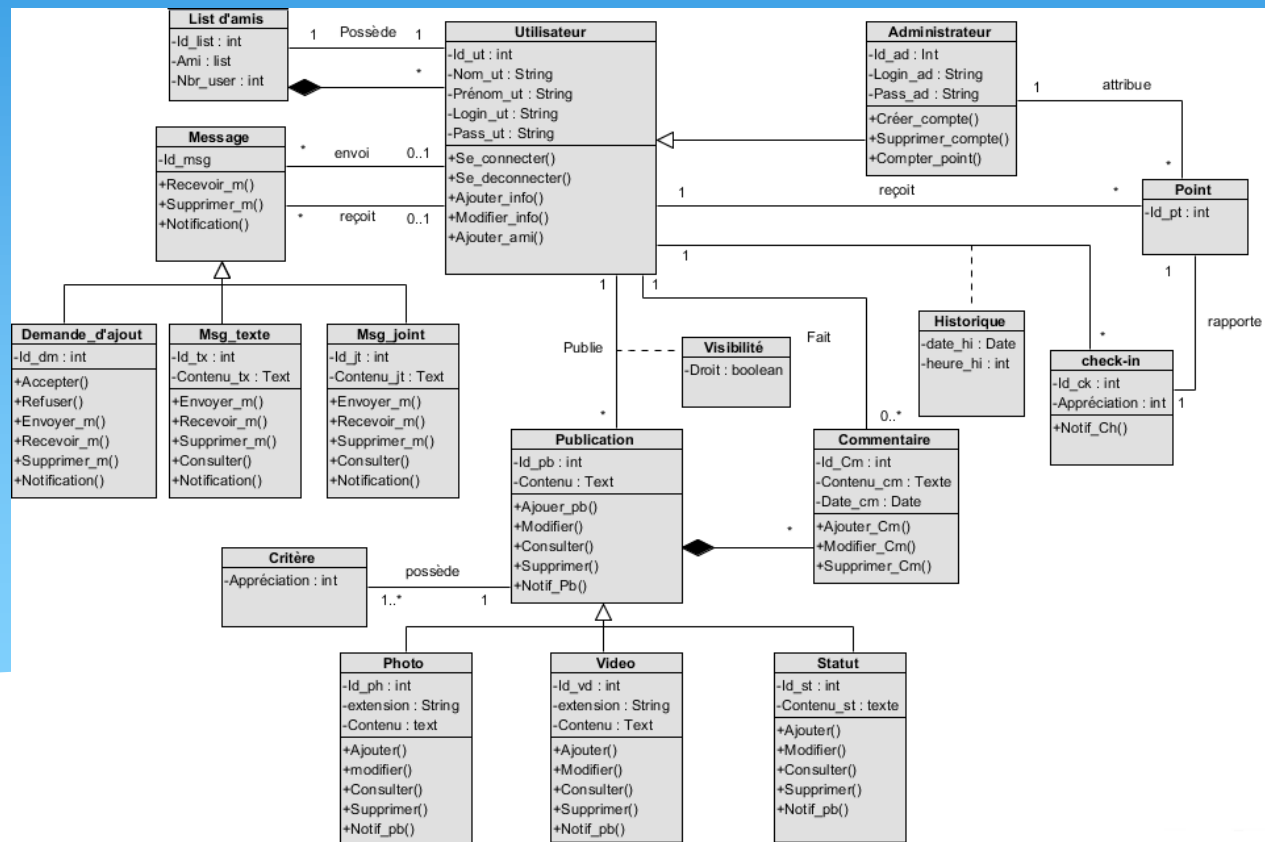 List d'amis
-Id_list : int
-Ami : list
-Nbr_user : int
1 Possède 1
*
Utilisateur
-Id_ut : int
-Nom_ut : String
-Prénom_ut : String
-Login_ut : String
-Pass_ut : String
+Se_connecter()
+Se_deconnecter()
+Ajouter_info()
+Modifier_info()
+Ajouter_ami()
Administrateur
-Id_ad : Int
-Login_ad : String
-Pass_ad : String
+Créer_compte()
+Supprimer_compte()
+Compter_point()
1 attribue
*
Message
-Id_msg
+Recevoir_m()
+Supprimer_m()
+Notification()
* envoi 0..1
* reçoit 0..1
1 reçoit *
Point
-Id_pt : int
1
1
rapporte
1
*
Demande_d'ajout
-Id_dm : int
+Accepter()
+Refuser()
+Envoyer_m()
+Recevoir_m()
+Supprimer_m()
+Notification()
Msg_texte
-Id_tx : int
-Contenu_tx : Text
+Envoyer_m()
+Recevoir_m()
+Supprimer_m()
+Consulter()
+Notification()
Msg_joint
-Id_jt : int
-Contenu_jt : Text
+Envoyer_m()
+Recevoir_m()
+Supprimer_m()
+Consulter()
+Notification()
1 1
Publie
*
Visibilité
-Droit : boolean
Fait
0..*
Historique
-date_hi : Date
-heure_hi : int
check-in
-Id_ck : int
-Appréciation : int
+Notif_Ch()
Publication
-Id_pb : int
-Contenu : Text
+Ajouer_pb()
+Modifier()
+Consulter()
+Supprimer()
+Notif_Pb()
*
Commentaire
-Id_Cm : int
-Contenu_cm : Texte
-Date_cm : Date
+Ajouter_Cm()
+Modifier_Cm()
+Supprimer_Cm()
Critère
-Appréciation : int
possède
1..* 1
Photo
-Id_ph : int
-extension : String
-Contenu : text
+Ajouter()
+modifier()
+Consulter()
+Supprimer()
+Notif_pb()
Video
-Id_vd : int
-extension : String
-Contenu : Text
+Ajouter()
+Modifier()
+Consulter()
+Supprimer()
+Notif_pb()
Statut
-Id_st : int
-Contenu_st : texte
+Ajouter()
+Modifier()
+Consulter()
+Supprimer()
+Notif_pb()